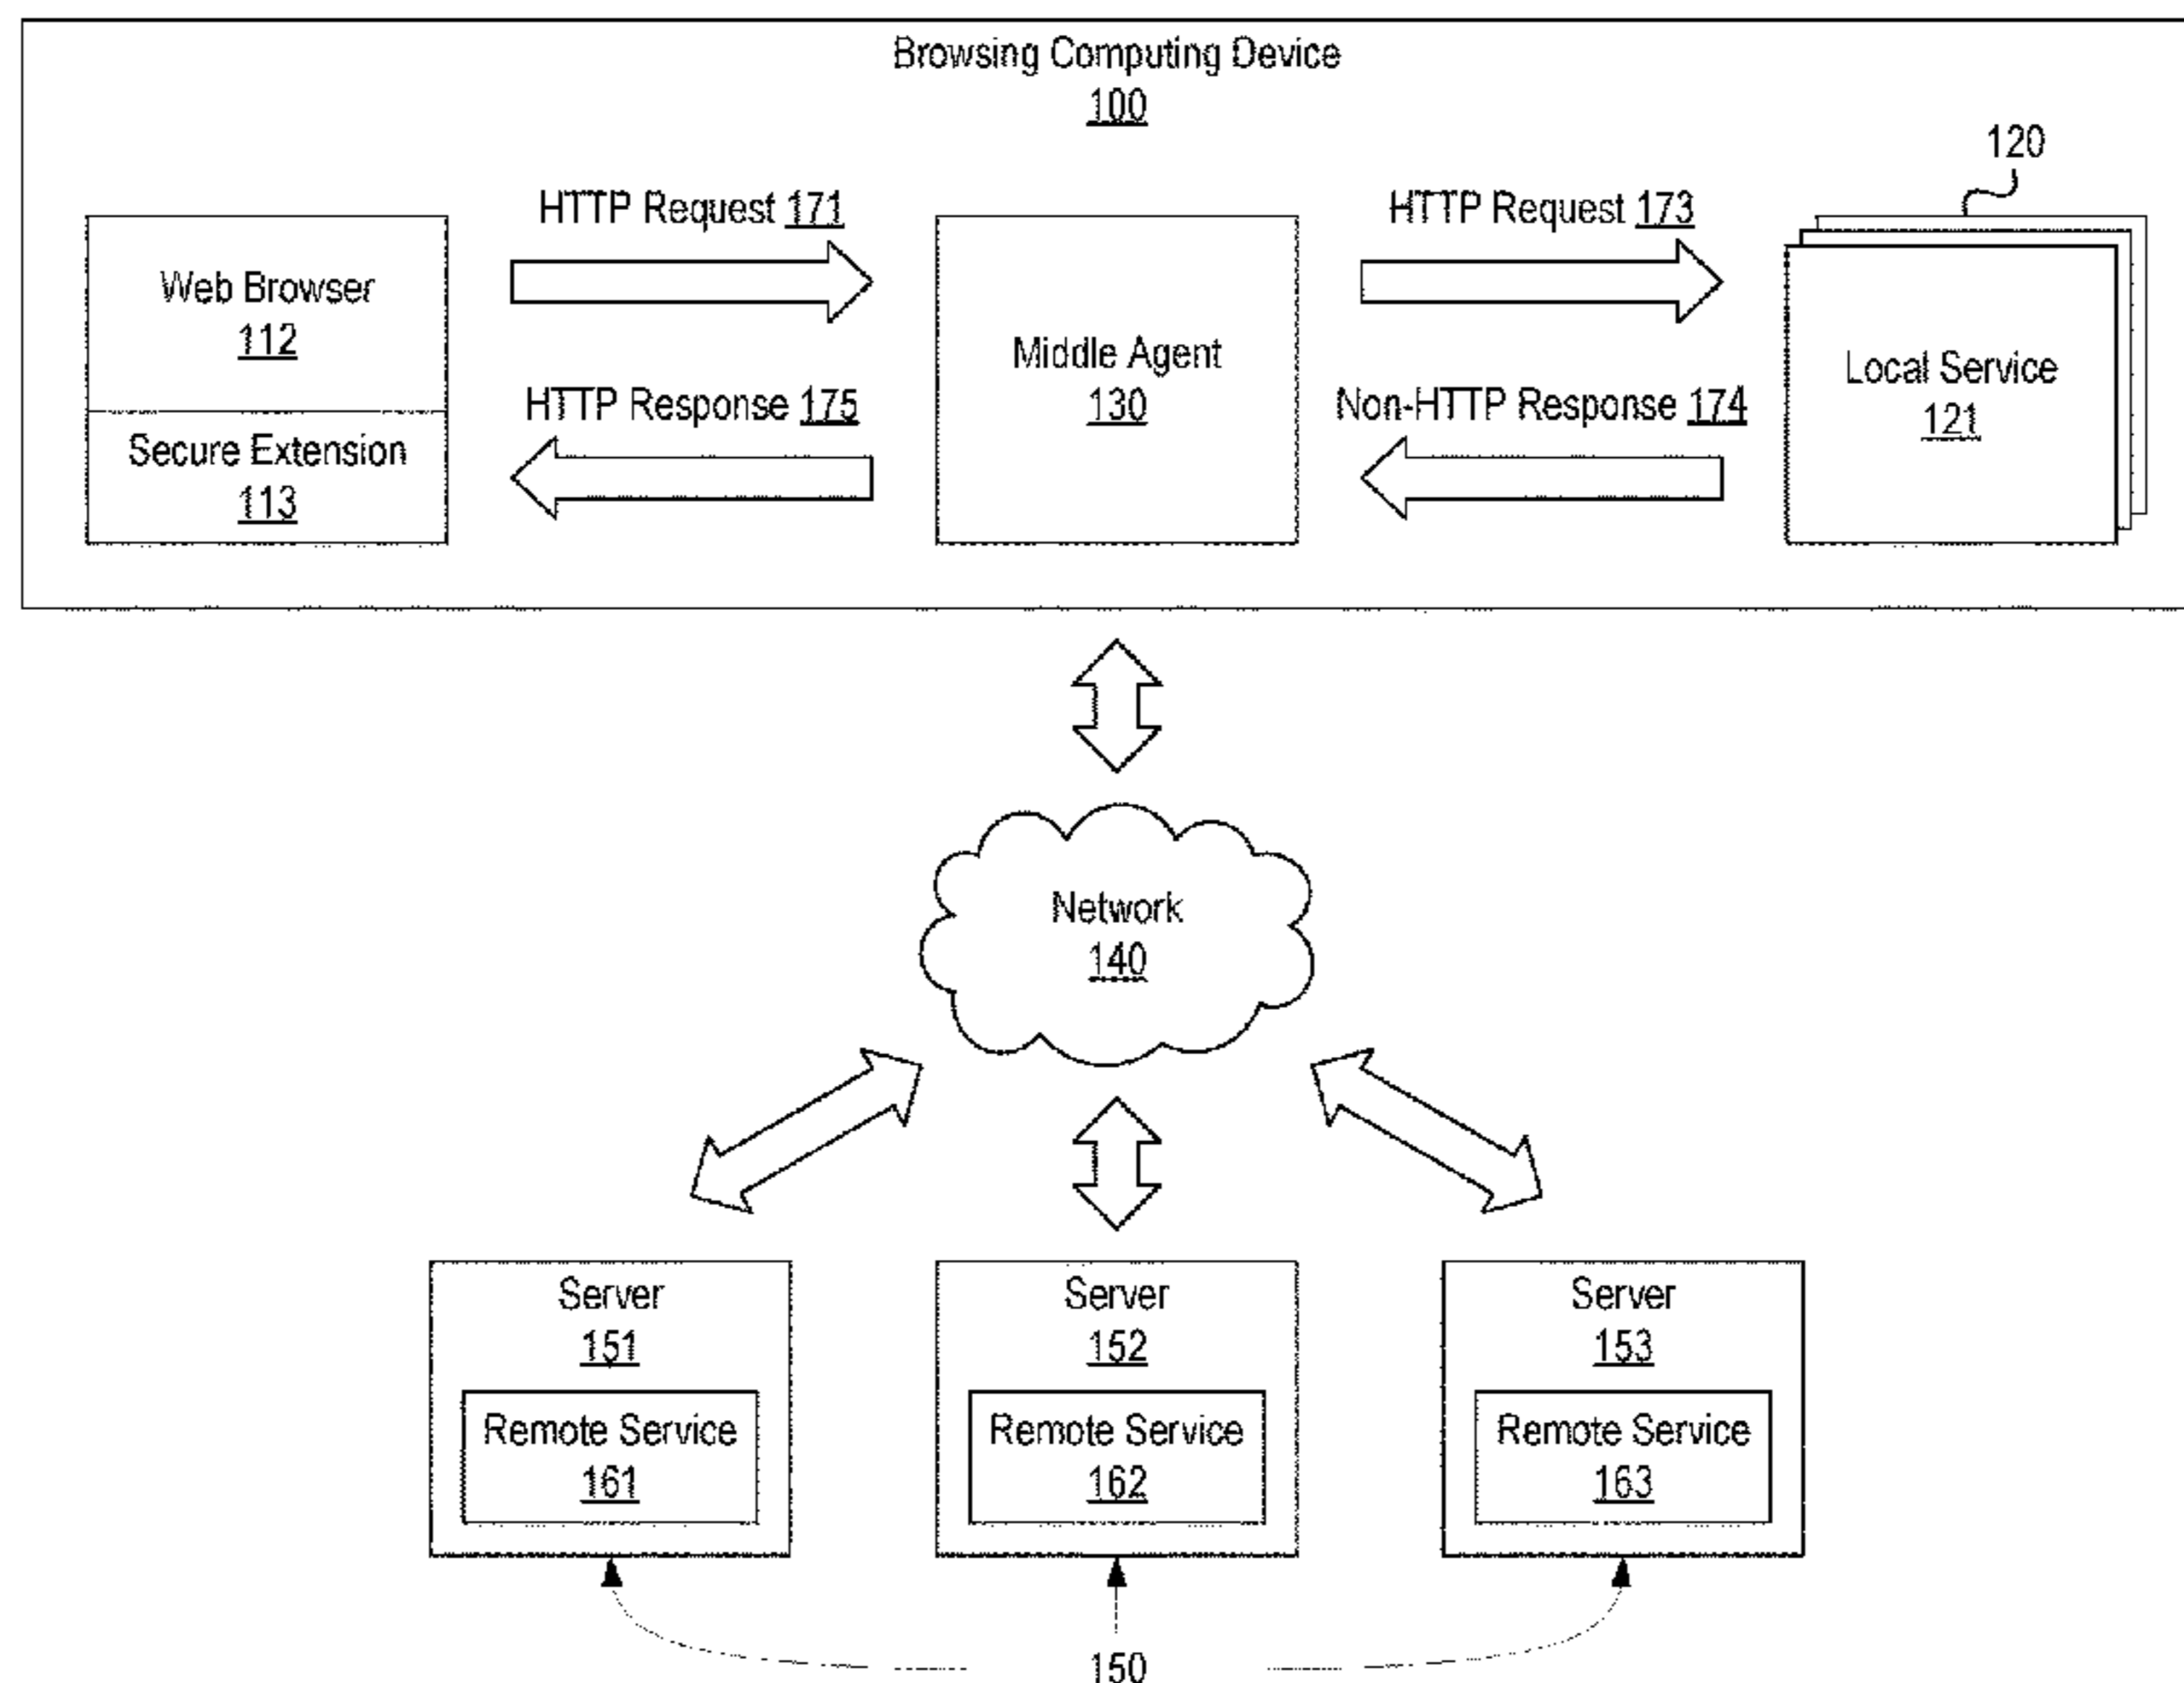 Browsing Computing Device
100
120
HTTP Request 171
HTTP Request 173
Web Browser
112
Middle Agent
130
Local Service
121
HTTP Response 175
Non-HTTP Response 174
Secure Extension
113
Network
140
Server
151
Server
152
Server
153
Remote Service
161
Remote Service
162
Remote Service
163
150